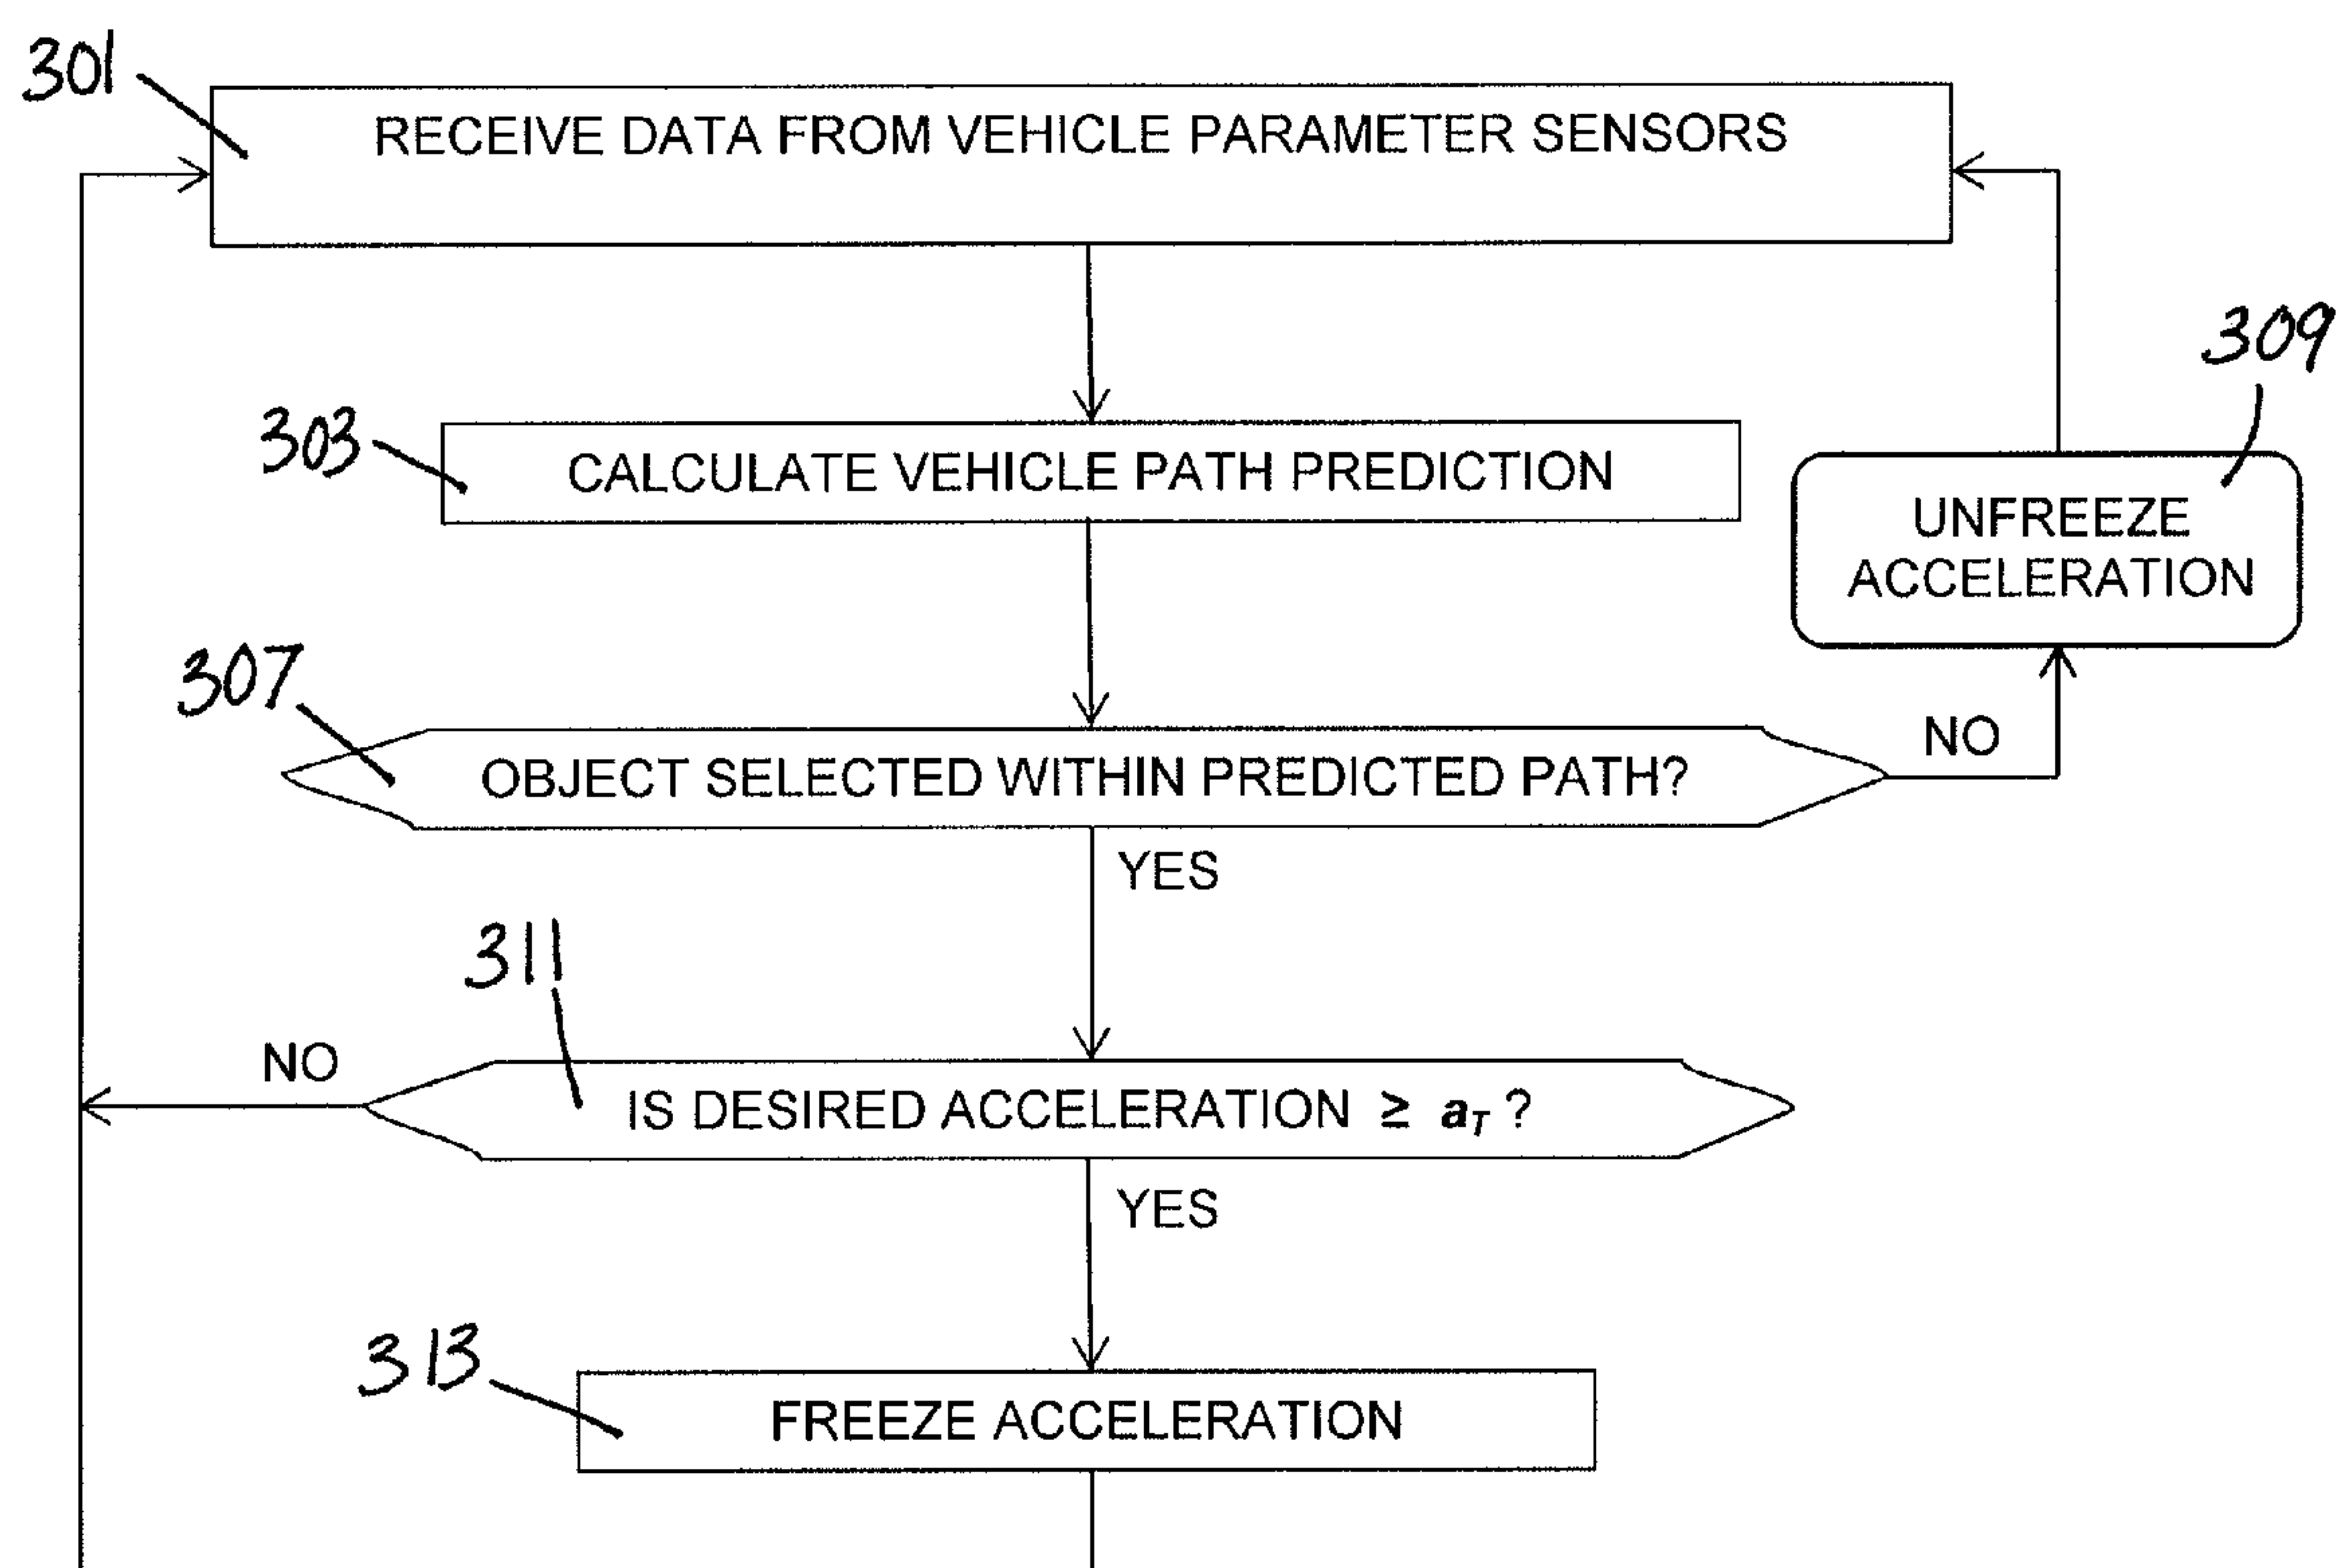 301
RECEIVE DATA FROM VEHICLE PARAMETER SENSORS
303
CALCULATE VEHICLE PATH PREDICTION
309
UNFREEZE
ACCELERATION
307
OBJECT SELECTED WITHIN PREDICTED PATH?
NO
YES
311
NO
IS DESIRED ACCELERATION ≥ aT ?
YES
313
FREEZE ACCELERATION